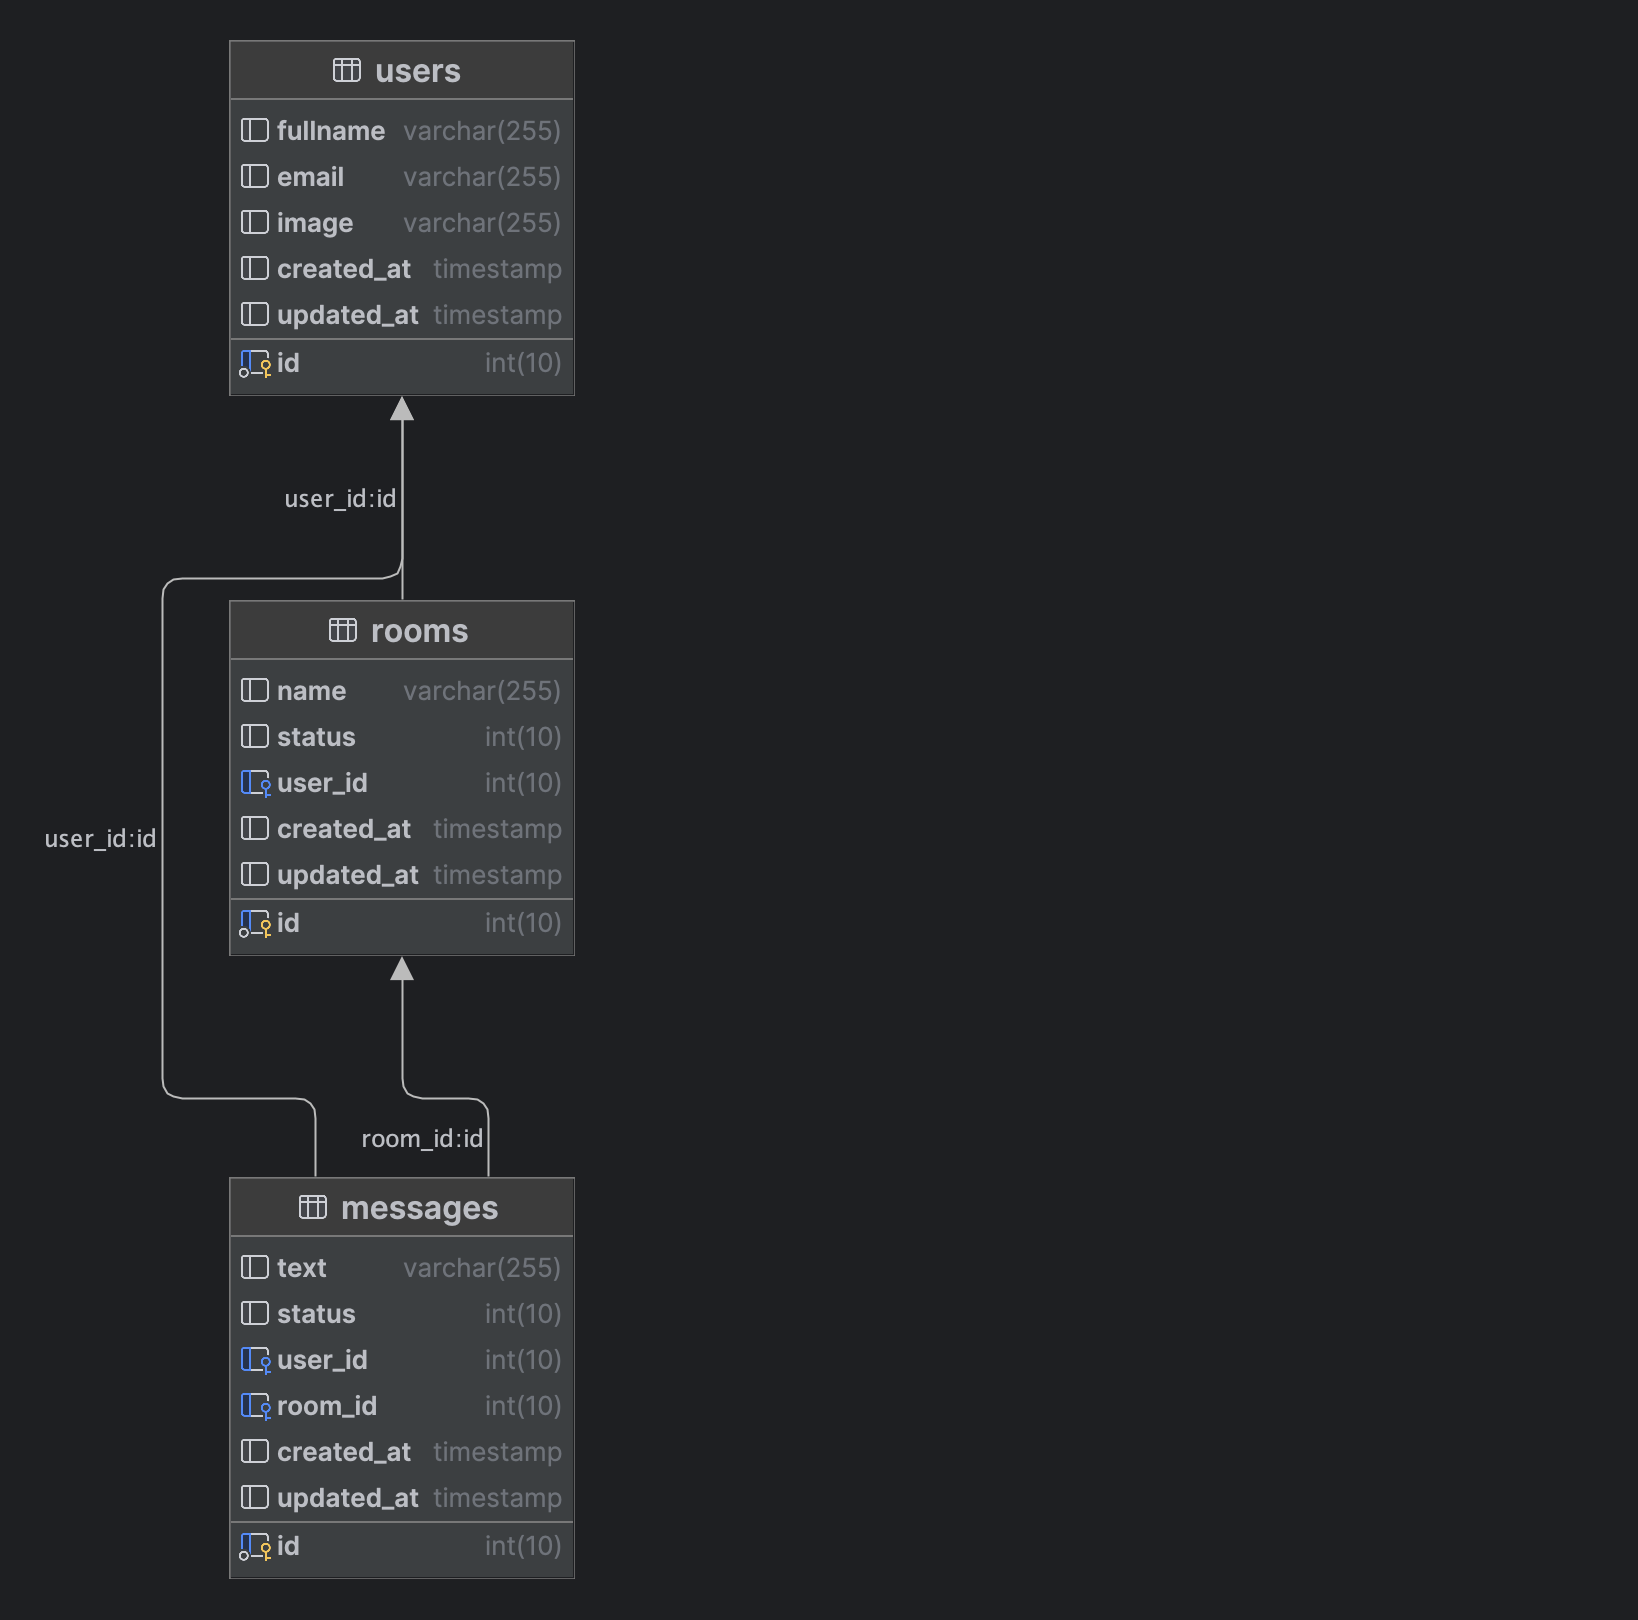 users
fullname varchar(255)
email varchar(255)
image varchar(255)
created_at timestamp
updated_at timestamp
id int(10)
user_id:id
rooms
name varchar(255)
status int(10)
user_id int(10)
created_at timestamp
updated_at timestamp
id int(10)
user_id:id
room_id:id
messages
text varchar(255)
status int(10)
user_id int(10)
room_id int(10)
created_at timestamp
updated_at timestamp
id int(10)